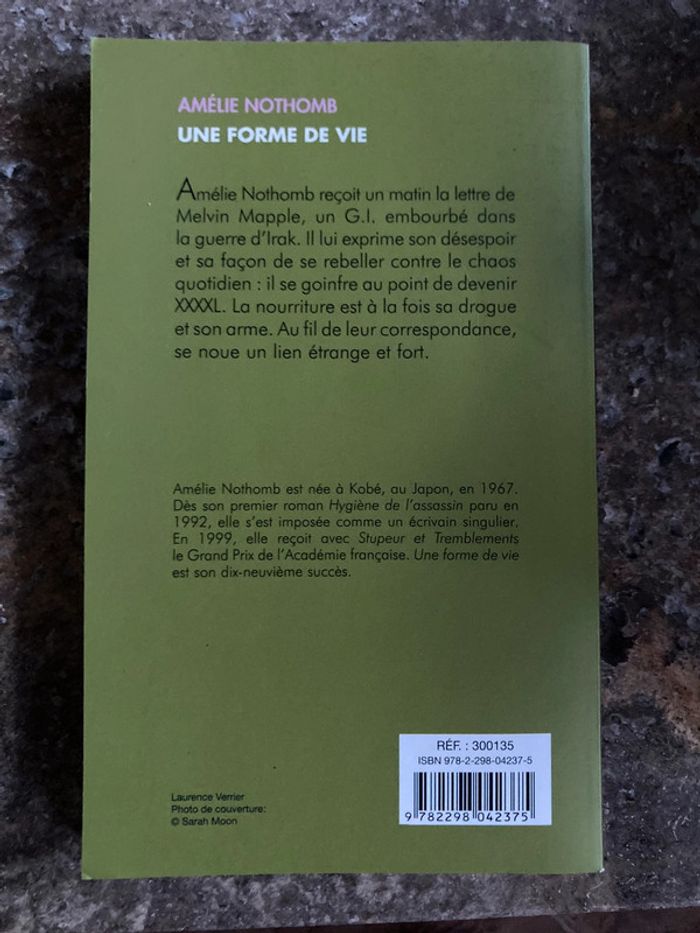 AMÉLIE NOTHOMB
UNE FORME DE VIE
Amélie Nothomb reçoit un matin la lettre de
Melvin Mapple, un G.I. embourbé dans
la guerre d'Irak. Il lui exprime son désespoir
et sa façon de se rebeller contre le chaos
quotidien : il se goinfre au point de devenir
XXXXL. La nourriture est à la fois sa drogue
et son arme. Au fil de leur correspondance,
se noue un lien étrange et fort.
Amélie Nothomb est née à Kobé, au Japon, en 1967.
Dès son premier roman Hygiène de l'assassin paru en
1992, elle s'est imposée comme un écrivain singulier.
En 1999, elle reçoit avec Stupeur et Tremblements
le Grand Prix de l'Académie française. Une forme de vie
est son dix-neuvième succès.
RÉF. : 300135
ISBN 978-2-298-04237-5
9 782298 042375
Laurence Verrier
Photo de couverture:
© Sarah Moon